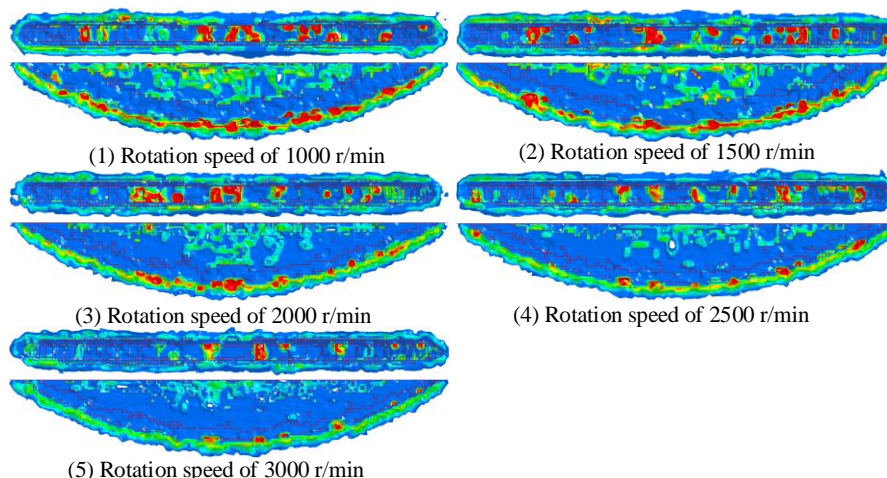 (1) Rotation speed of 1000 r/min
(2) Rotation speed of 1500 r/min
(3) Rotation speed of 2000 r/min
(4) Rotation speed of 2500 r/min
(5) Rotation speed of 3000 r/min